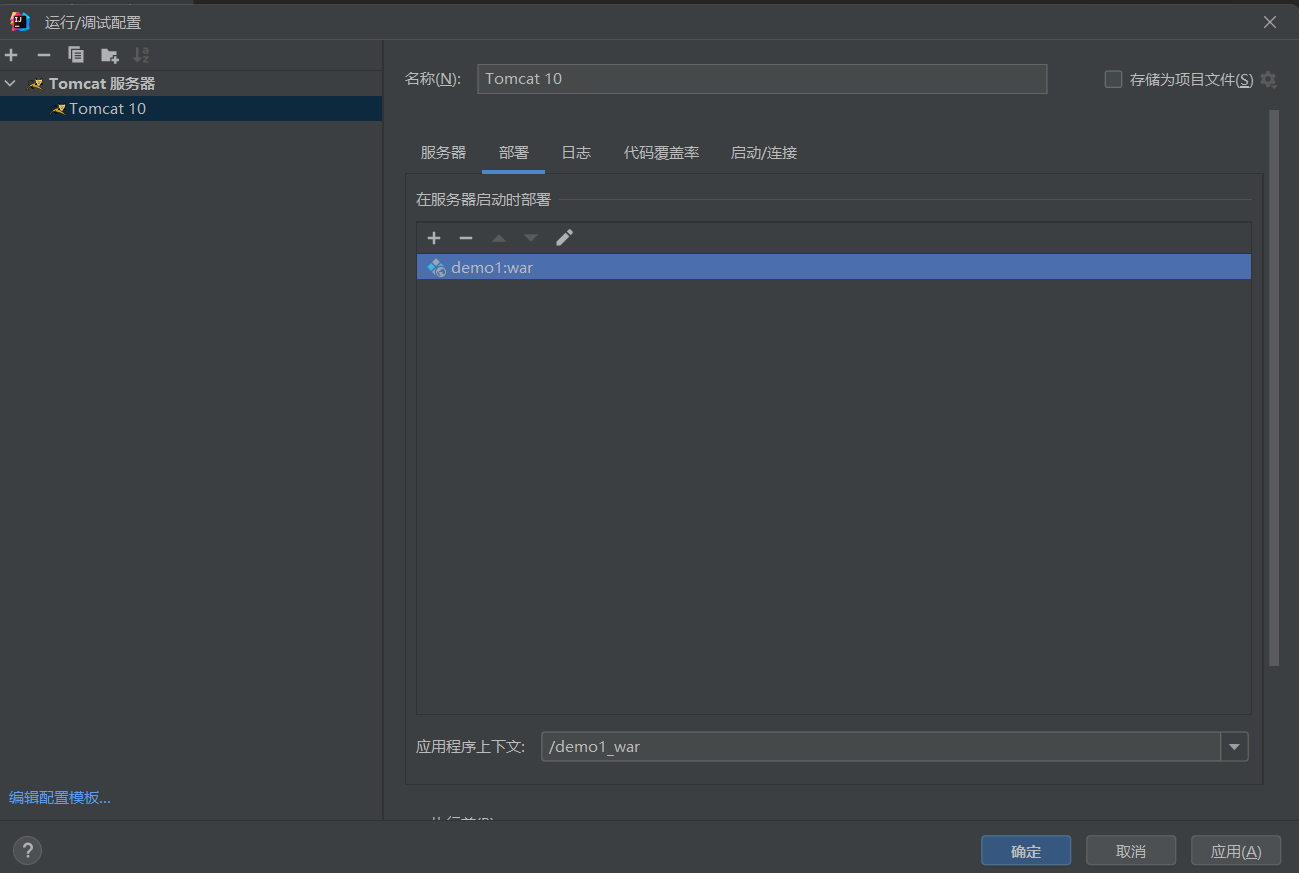 运行/调试配置
Tomcat 服务器
Tomcat 10
名称(N):
Tomcat 10
存储为项目文件(S)
服务器
部署
日志
代码覆盖率
启动/连接
在服务器启动时部署
demo1:war
应用程序上下文:
/demo1_war
编辑配置模板...
?
确定
取消
应用(A)